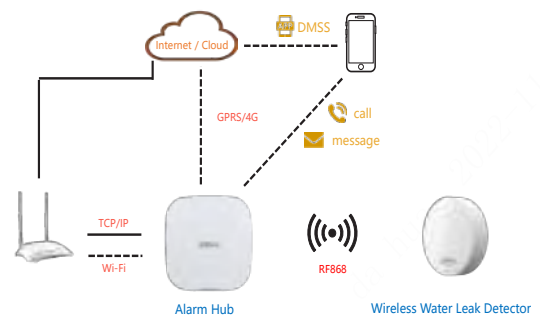 DMSS
Internet / Cloud
GPRS/4G
call
message
TCP/IP
Wi-Fi
RF868
Alarm Hub
Wireless Water Leak Detector